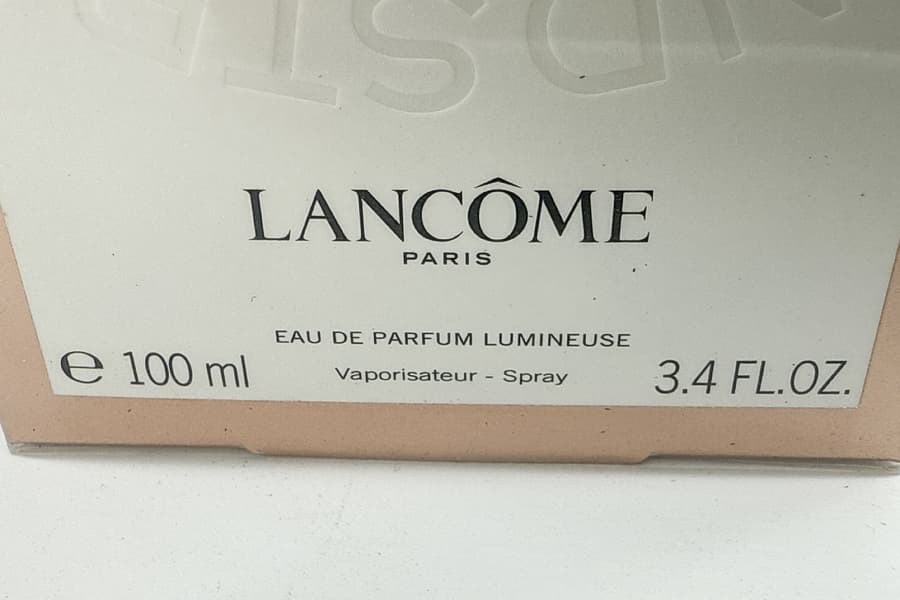 LANCÔME
PARIS
EAU DE PARFUM LUMINEUSE
℮ 100 ml Vaporisateur - Spray 3.4 FL.OZ.